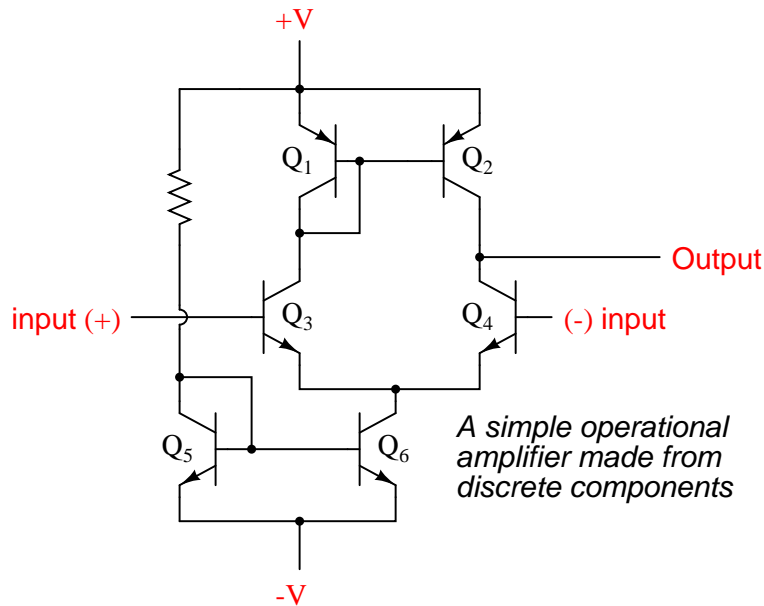 +V
Q1
Q2
Output
input (+)
Q3
Q4
(-) input
Q5
Q6
A simple operational
amplifier made from
discrete components
-V